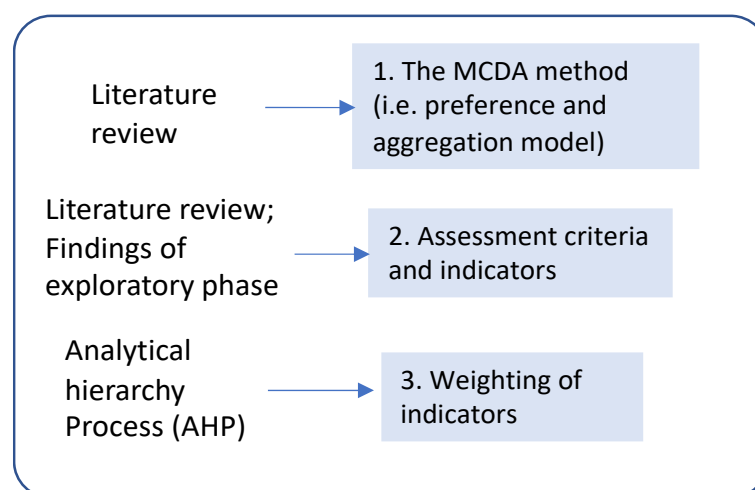 Literature
review
1. The MCDA method
(i.e. preference and
aggregation model)
Literature review;
Findings of
exploratory phase
2. Assessment criteria
and indicators
Analytical
hierarchy
Process (AHP)
3. Weighting of
indicators